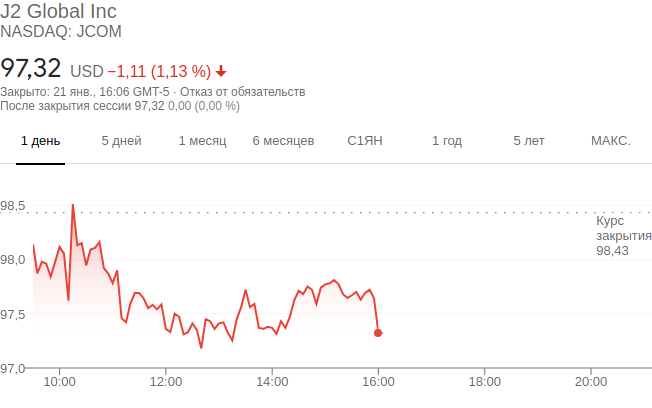 J2 Global Inc
NASDAQ: JCOM
97,32 USD −1,11 (1,13 %)
Закрыто: 21 янв., 16:06 GMT-5 · Отказ от обязательств
После закрытия сессии 97,32 0,00 (0,00 %)
1 день 5 дней 1 месяц 6 месяцев С1ЯН 1 год 5 лет МАКС.
98,5
Курс
закрытия
98,43
98,0
97,5
97,0
10:00 12:00 14:00 16:00 18:00 20:00